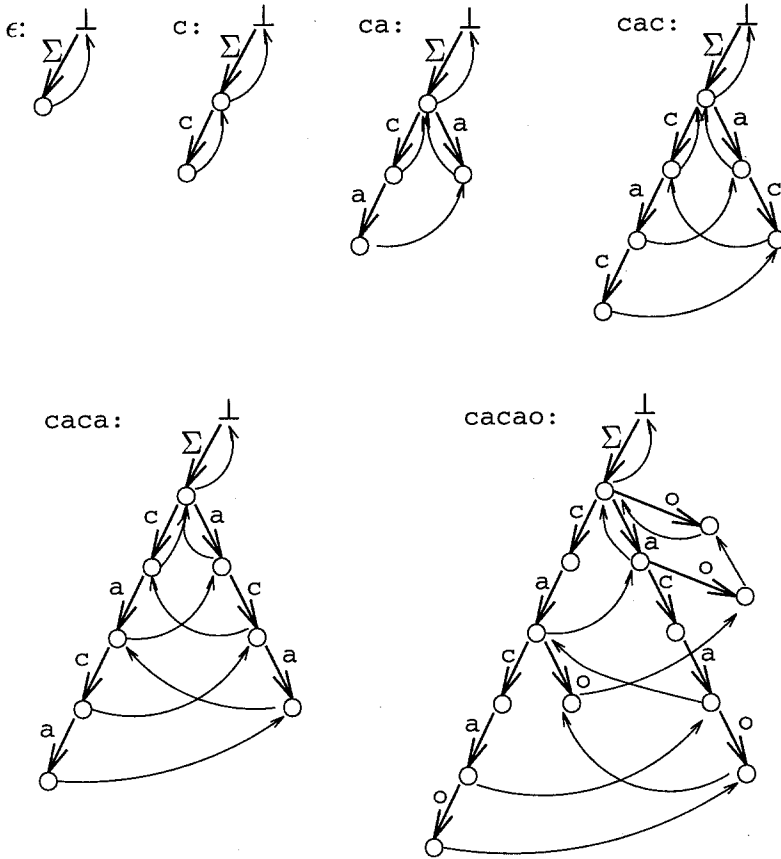 ϵ: ⊥ c: ⊥ ca: ⊥ cac: ⊥
Σ Σ Σ Σ
c c a c a
a a c
c
caca: ⊥ cacao: ⊥
Σ Σ
o
c a c a
o
a c a c
c a c o a
a a o
o